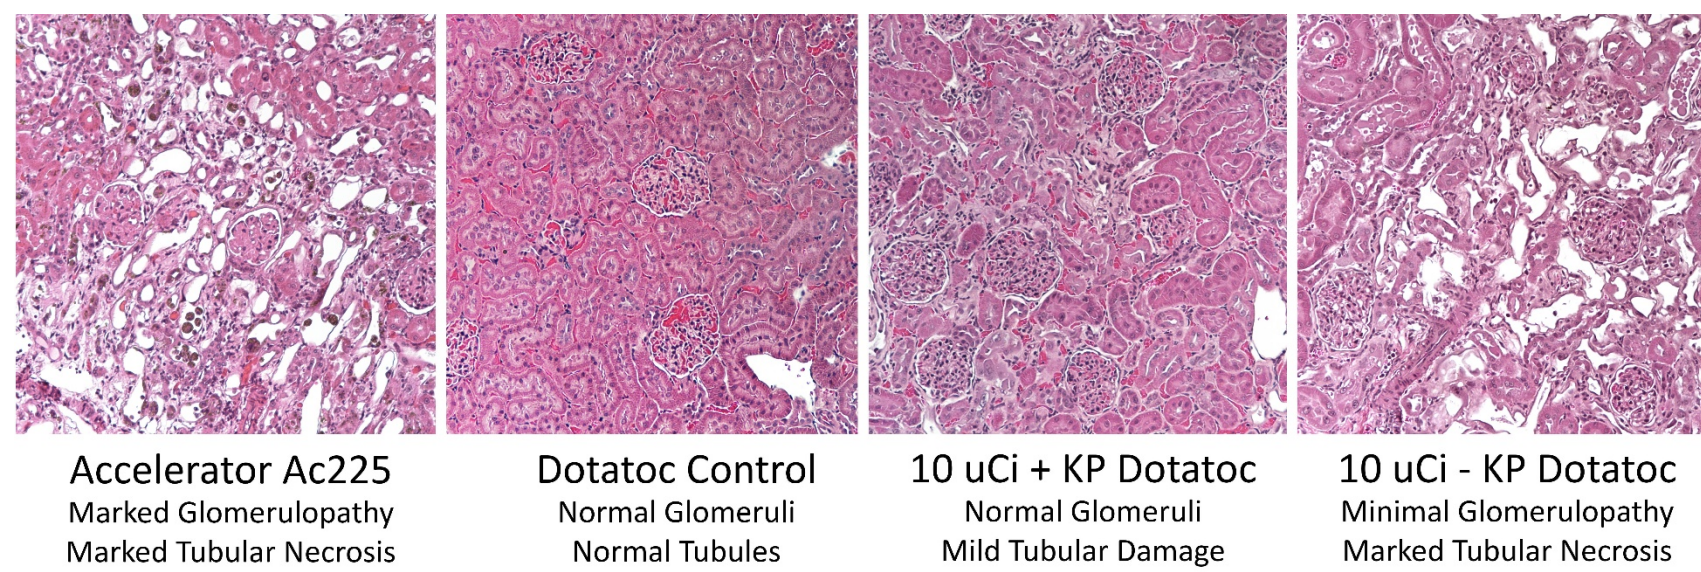 Accelerator Ac225
Marked Glomerulopathy
Marked Tubular Necrosis
Dotatoc Control
Normal Glomeruli
Normal Tubules
10 uCi + KP Dotatoc
Normal Glomeruli
Mild Tubular Damage
10 uCi - KP Dotatoc
Minimal Glomerulopathy
Marked Tubular Necrosis